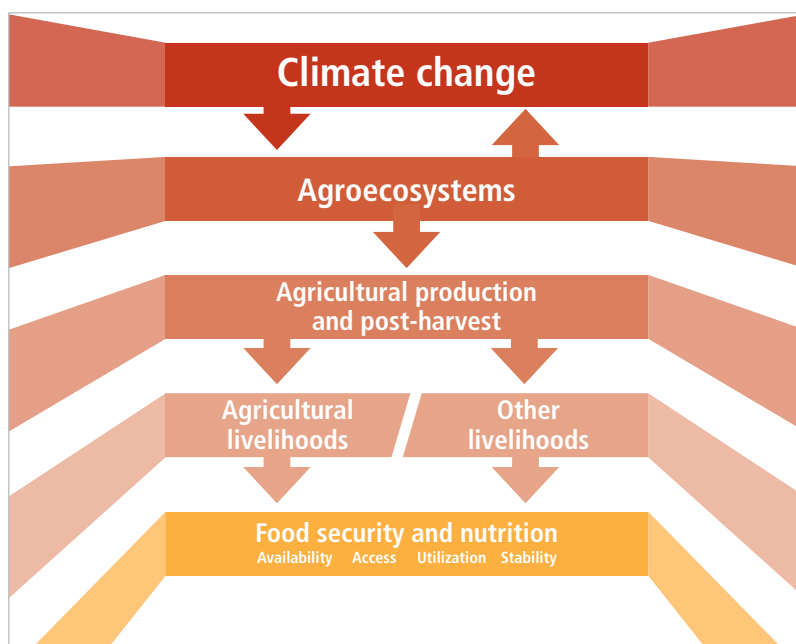 Climate change
Agroecosystems
Agricultural production
and post-harvest
Agricultural
livelihoods
Other
livelihoods
Food security and nutrition
Availability Access Utilization Stability